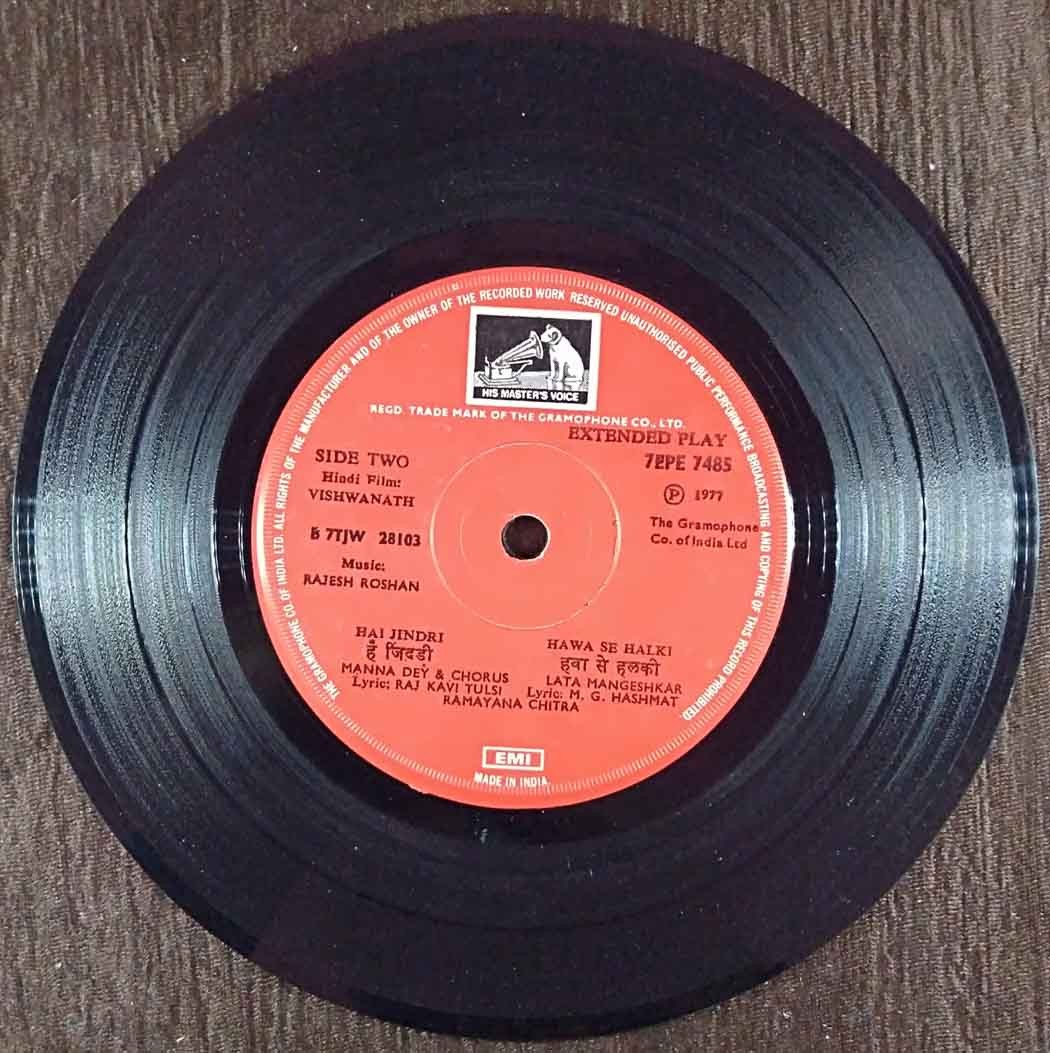 THE GRAMOPHONE CO. OF INDIA LTD. ALL RIGHTS OF THE MANUFACTURER AND OF THE OWNER OF THE RECORDED WORK RESERVED UNAUTHORISED PUBLIC PERFORMANCE BROADCASTING AND COPYING OF THIS RECORD PROHIBITED.
HIS MASTER'S VOICE
REGD. TRADE MARK OF THE GRAMOPHONE CO., LTD.
EXTENDED PLAY
SIDE TWO
7EPE 7485
Hindi Film:
VISHWANATH
Ⓟ 1977
7TJW 28103
The Gramophone
Co. of India Ltd
Music:
RAJESH ROSHAN
HAI JINDRI
हैं जिंदडी
MANNA DEY & CHORUS
Lyric: RAJ KAVI TULSI
HAWA SE HALKI
हवा से हलकी
LATA MANGESHKAR
Lyric: M. G. HASHMAT
RAMAYANA CHITRA
EMI
MADE IN INDIA